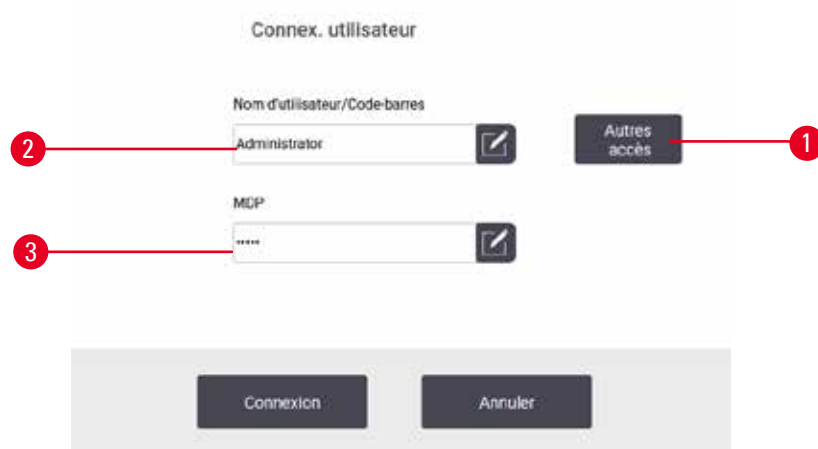 Connex. utilisateur
Nom d'utilisateur/Code-barres
2
Administrator
Autres
accès
1
MDP
3
•••••
Connexion
Annuler